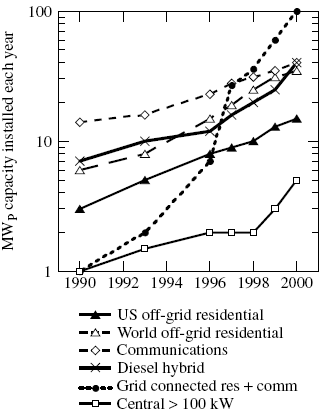 MWP capacity installed each year
100
10
1
1990 1992 1994 1996 1998 2000
US off-grid residential
World off-grid residential
Communications
Diesel hybrid
Grid connected res + comm
Central > 100 kW